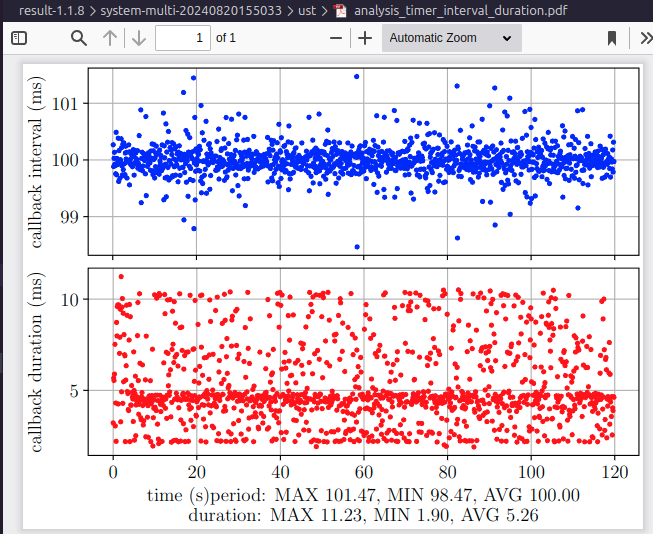 result-1.1.8 > system-multi-20240820155033 > ust > analysis_timer_interval_duration.pdf
1 of 1
Automatic Zoom
callback interval (ms)
101
100
99
callback duration (ms)
10
5
0 20 40 60 80 100 120
time (s)period: MAX 101.47, MIN 98.47, AVG 100.00
duration: MAX 11.23, MIN 1.90, AVG 5.26